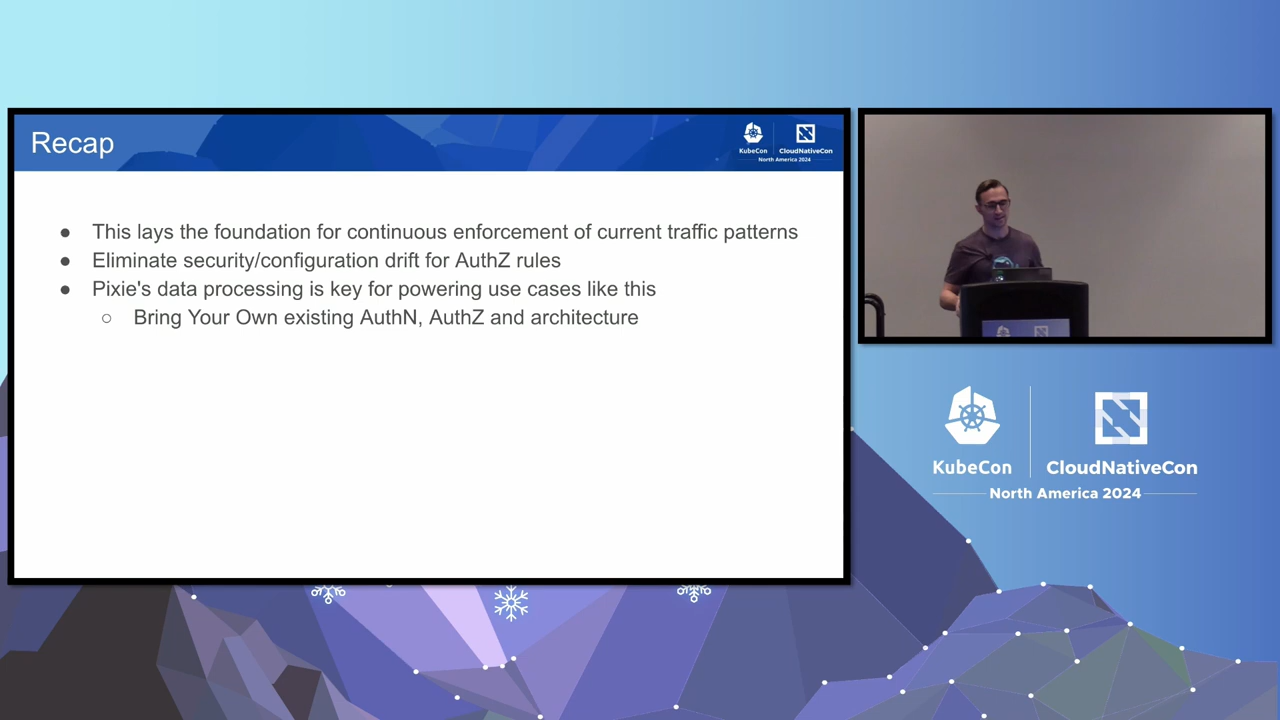 Recap
KubeCon
CloudNativeCon
North America 2024
● This lays the foundation for continuous enforcement of current traffic patterns
● Eliminate security/configuration drift for AuthZ rules
● Pixie's data processing is key for powering use cases like this
○ Bring Your Own existing AuthN, AuthZ and architecture
KubeCon
CloudNativeCon
North America 2024